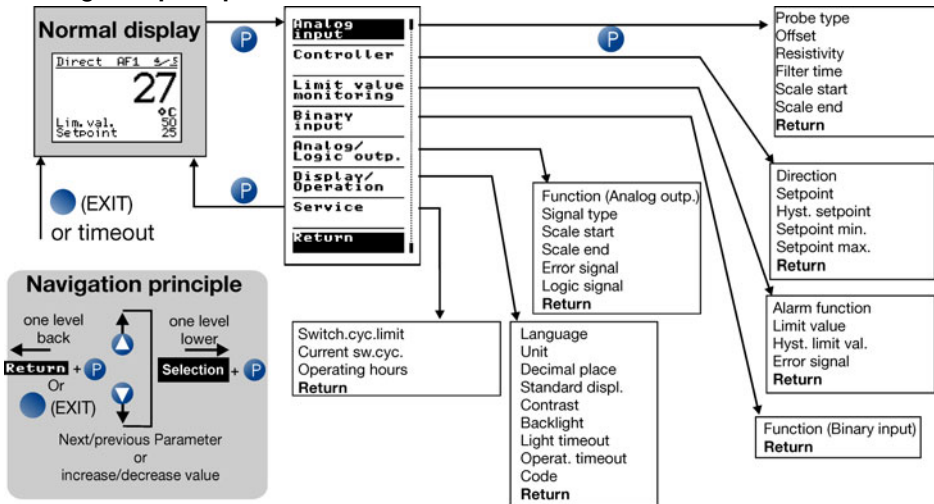 Normal display
Direct AF1
27
°C
Lim.val. 50
Setpoint 25
P
P
(EXIT)
or timeout
Analog
input
Controller
Limit value
monitoring
Binary
input
Analog/
Logic outp.
Display/
Operation
Service
Return
P
Probe type
Offset
Resistivity
Filter time
Scale start
Scale end
Return
Direction
Setpoint
Hyst. setpoint
Setpoint min.
Setpoint max.
Return
Function (Analog outp.)
Signal type
Scale start
Scale end
Error signal
Logic signal
Return
Alarm function
Limit value
Hyst. limit val.
Error signal
Return
Function (Binary input)
Return
Switch.cyc.limit
Current sw.cyc.
Operating hours
Return
Language
Unit
Decimal place
Standard displ.
Contrast
Backlight
Light timeout
Operat. timeout
Code
Return
Navigation principle
one level
back
Return + P
Or
(EXIT)
one level
lower
Selection + P
Next/previous Parameter
or
increase/decrease value